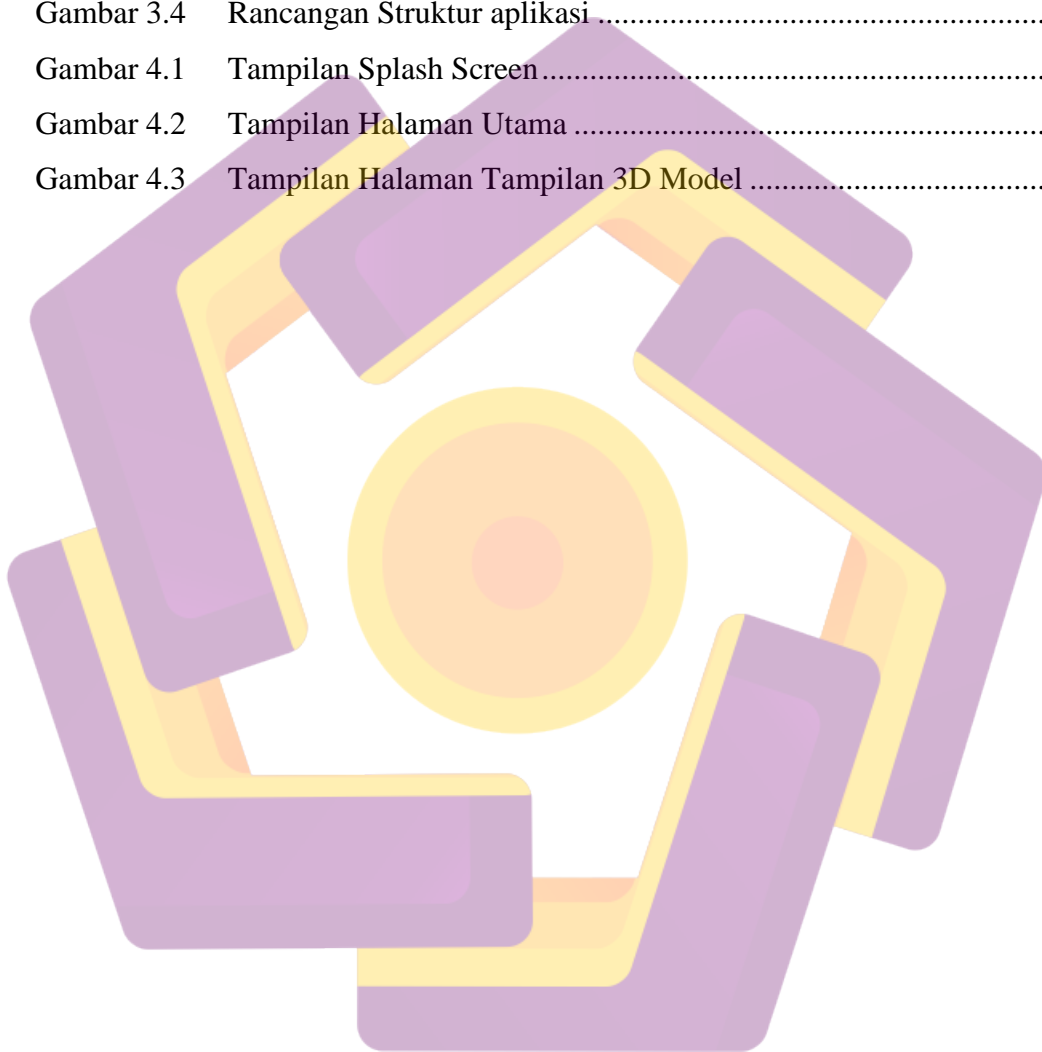 Gambar 3.4 Rancangan Struktur aplikasi ........................................................
Gambar 4.1 Tampilan Splash Screen ...............................................................
Gambar 4.2 Tampilan Halaman Utama ...........................................................
Gambar 4.3 Tampilan Halaman Tampilan 3D Model .....................................